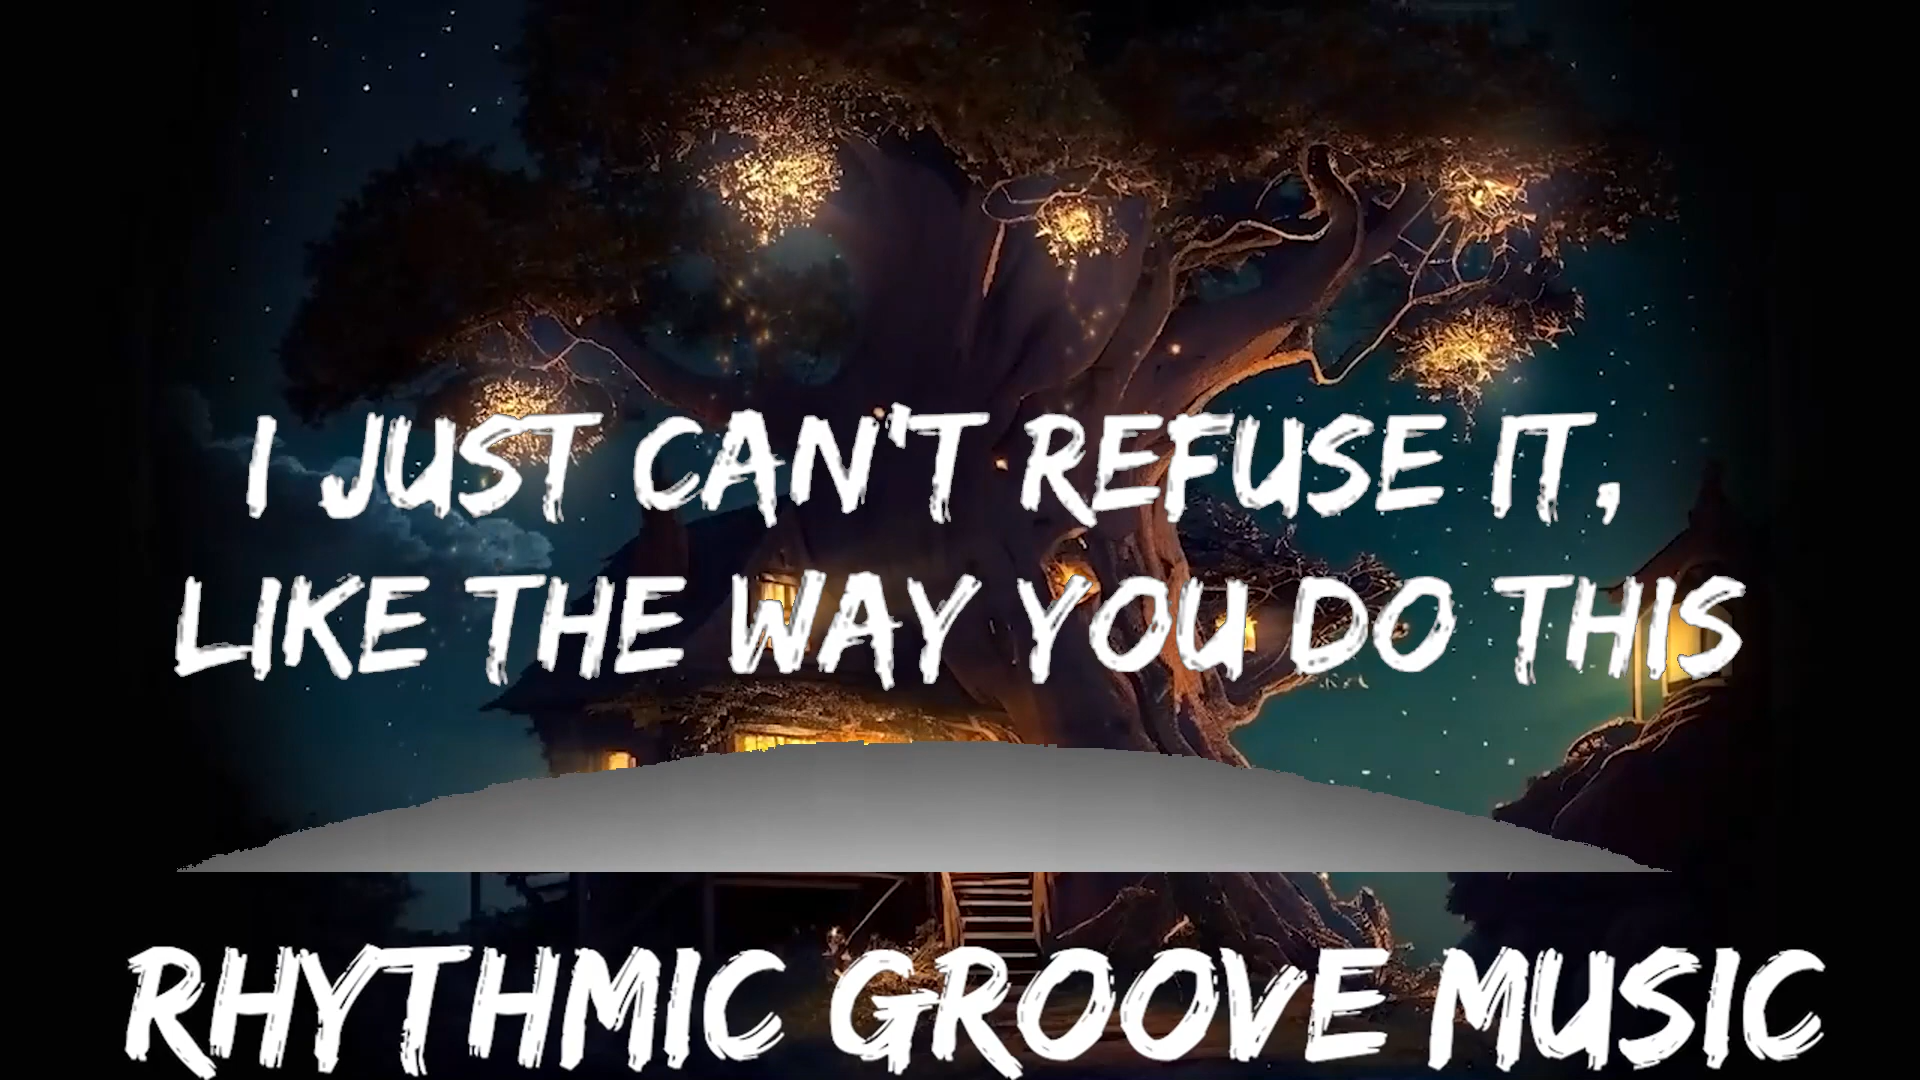 I JUST CAN'T REFUSE IT,
LIKE THE WAY YOU DO THIS
RHYTHMIC GROOVE MUSIC